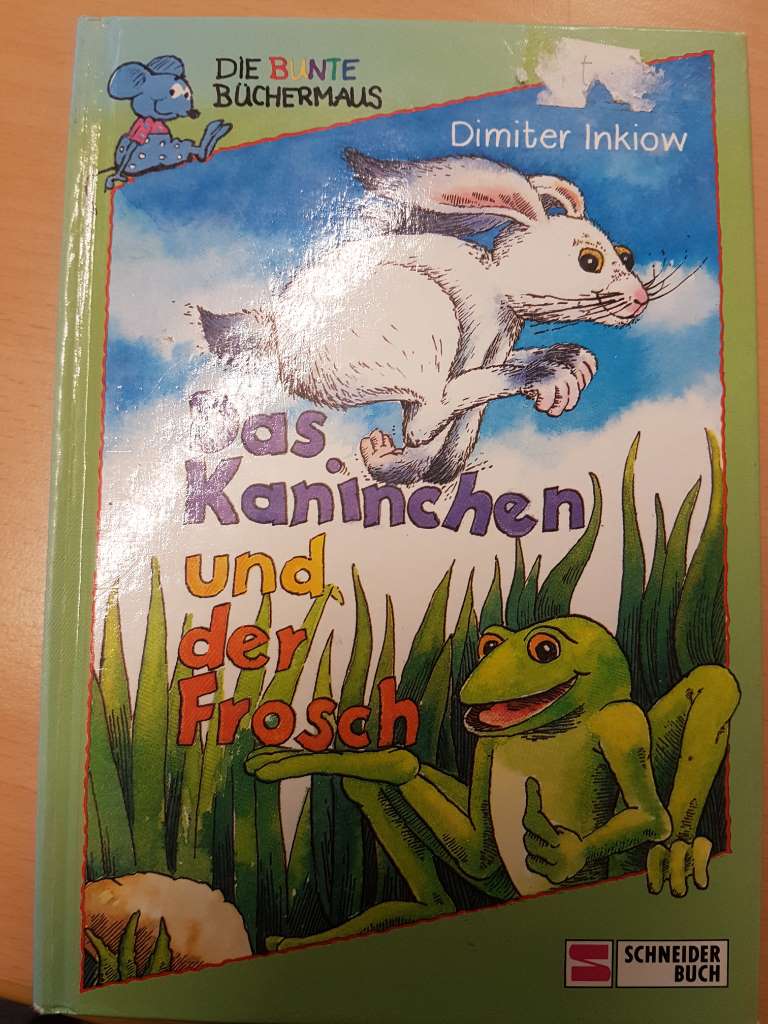 DIE BUNTE
BÜCHERMAUS
Dimiter Inkiow
Das
Kaninchen
und
der
Frosch
SCHNEIDER
BUCH